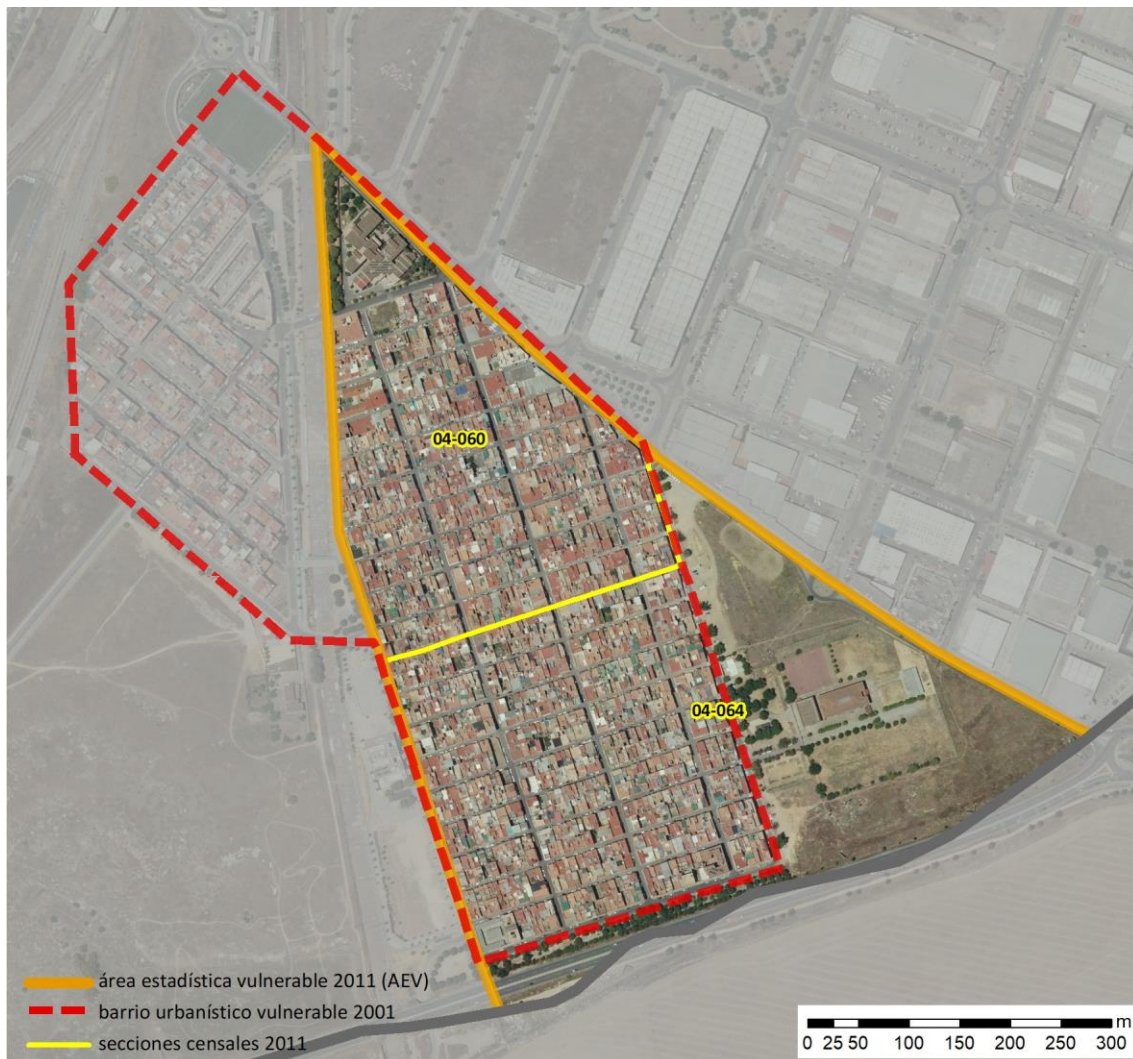 04-060
04-064
área estadística vulnerable 2011 (AEV)
barrio urbanístico vulnerable 2001
secciones censales 2011
m
0 25 50 100 150 200 250 300